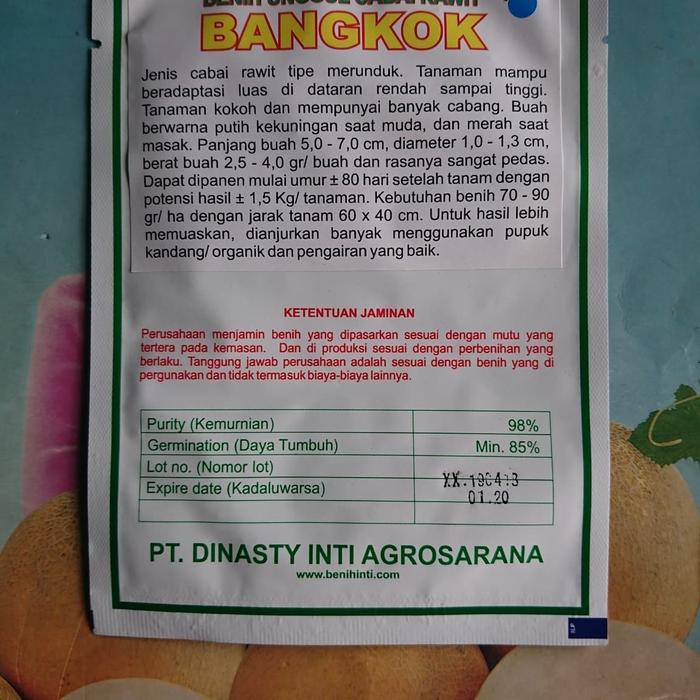 BENIH UNGGUL CABAI RAWIT
BANGKOK
Jenis cabai rawit tipe merunduk. Tanaman mampu
beradaptasi luas di dataran rendah sampai tinggi.
Tanaman kokoh dan mempunyai banyak cabang. Buah
berwarna putih kekuningan saat muda, dan merah saat
masak. Panjang buah 5,0 - 7,0 cm, diameter 1,0 - 1,3 cm,
berat buah 2,5 - 4,0 gr/ buah dan rasanya sangat pedas.
Dapat dipanen mulai umur ± 80 hari setelah tanam dengan
potensi hasil ± 1,5 Kg/ tanaman. Kebutuhan benih 70 - 90
gr/ ha dengan jarak tanam 60 x 40 cm. Untuk hasil lebih
memuaskan, dianjurkan banyak menggunakan pupuk
kandang/ organik dan pengairan yang baik.
KETENTUAN JAMINAN
Perusahaan menjamin benih yang dipasarkan sesuai dengan mutu yang
tertera pada kemasan. Dan di produksi sesuai dengan perbenihan yang
berlaku. Tanggung jawab perusahaan adalah sesuai dengan benih yang di
pergunakan dan tidak termasuk biaya-biaya lainnya.
Purity (Kemurnian) 98%
Germination (Daya Tumbuh) Min. 85%
Lot no. (Nomor lot)
Expire date (Kadaluwarsa)
01.20
PT. DINASTY INTI AGROSARANA
www.benihinti.com